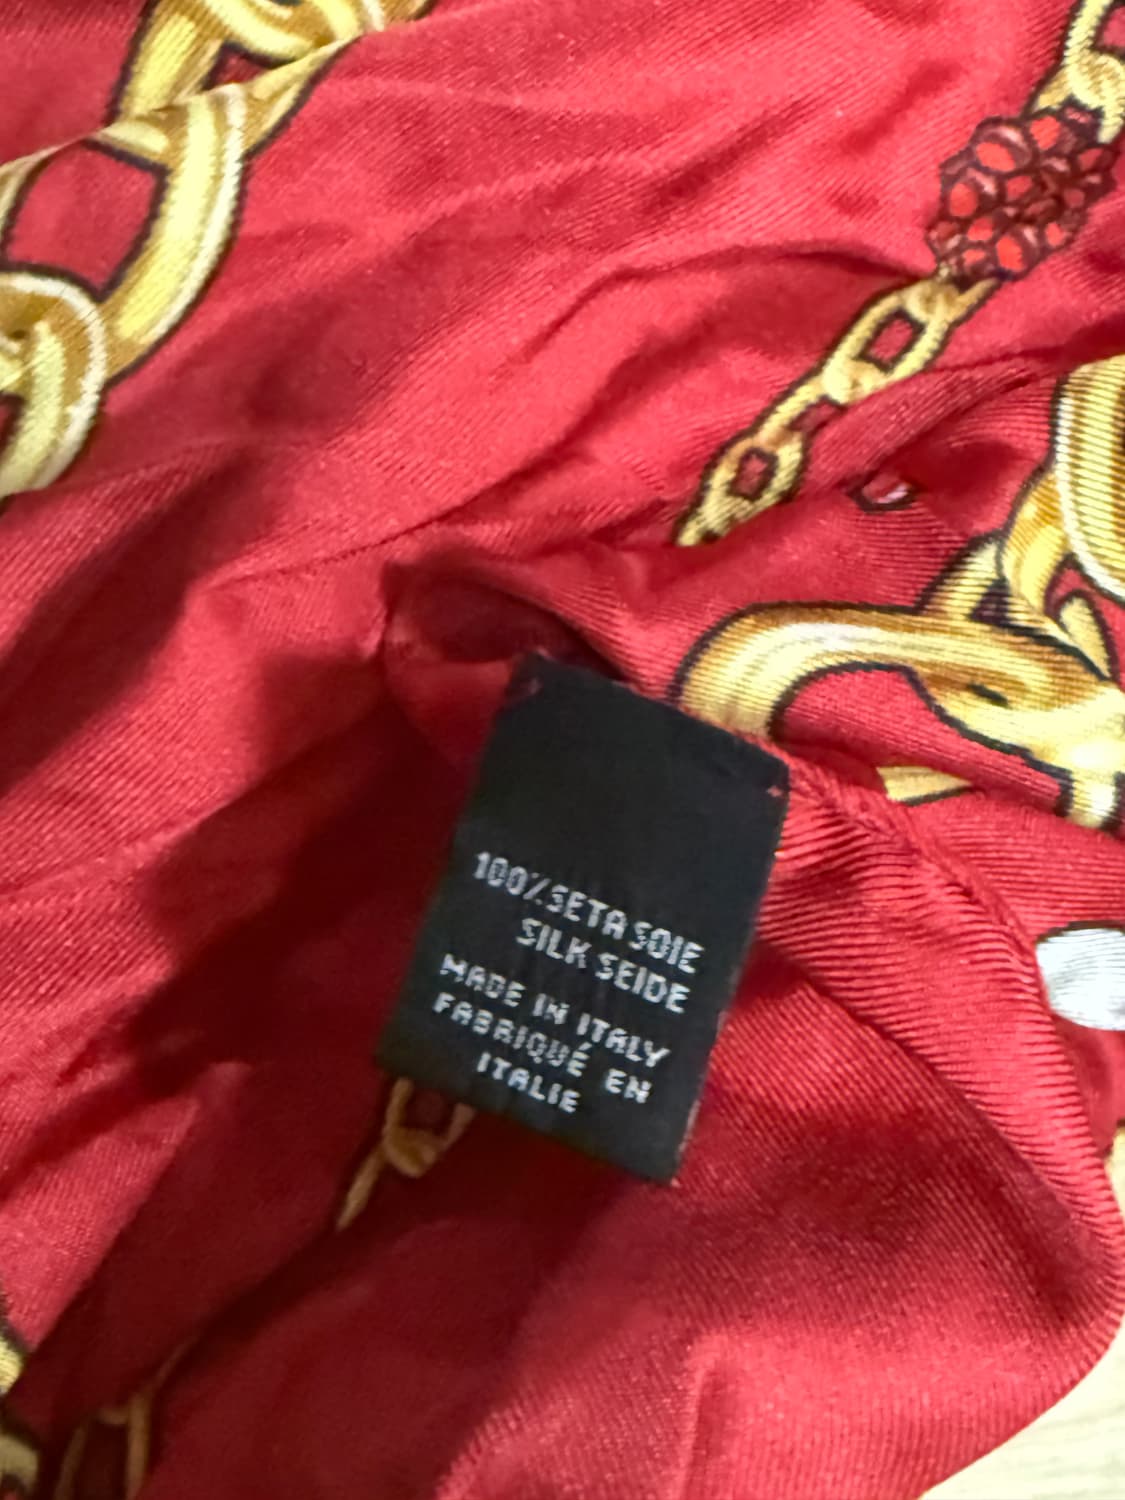 100%SETA SOIE
SILK SEIDE
MADE IN ITALY
FABRIQUÉ EN
ITALIE